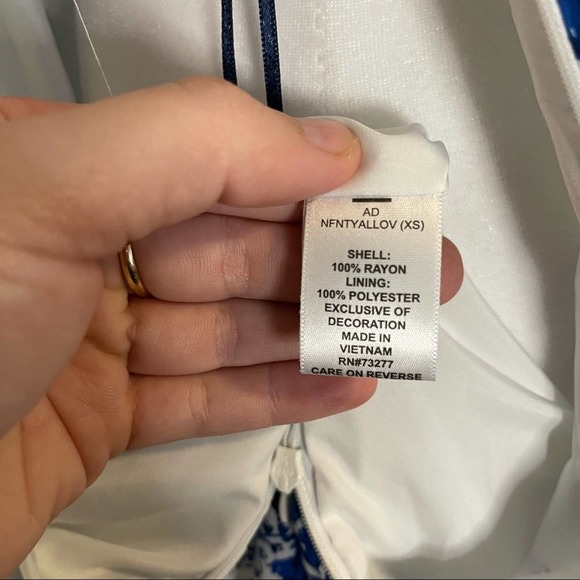 AD
NFNTYALLOV (XS)
SHELL:
100% RAYON
LINING:
100% POLYESTER
EXCLUSIVE OF
DECORATION
MADE IN
VIETNAM
RN#73277
CARE ON REVERSE